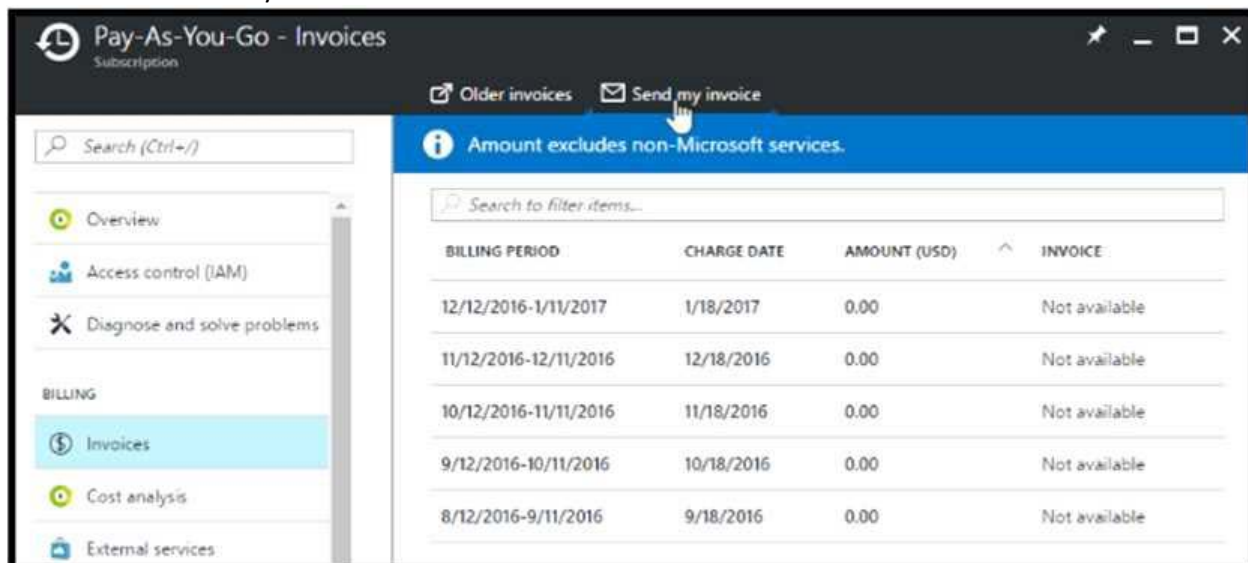 Pay-As-You-Go - Invoices
Subscription
Older invoices Send my invoice
Search (Ctrl+/)
Amount excludes non-Microsoft services.
Search to filter items...
Overview
Access control (IAM)
Diagnose and solve problems
BILLING
Invoices
Cost analysis
External services
BILLING PERIOD CHARGE DATE AMOUNT (USD) INVOICE
12/12/2016-1/11/2017 1/18/2017 0.00 Not available
11/12/2016-12/11/2016 12/18/2016 0.00 Not available
10/12/2016-11/11/2016 11/18/2016 0.00 Not available
9/12/2016-10/11/2016 10/18/2016 0.00 Not available
8/12/2016-9/11/2016 9/18/2016 0.00 Not available